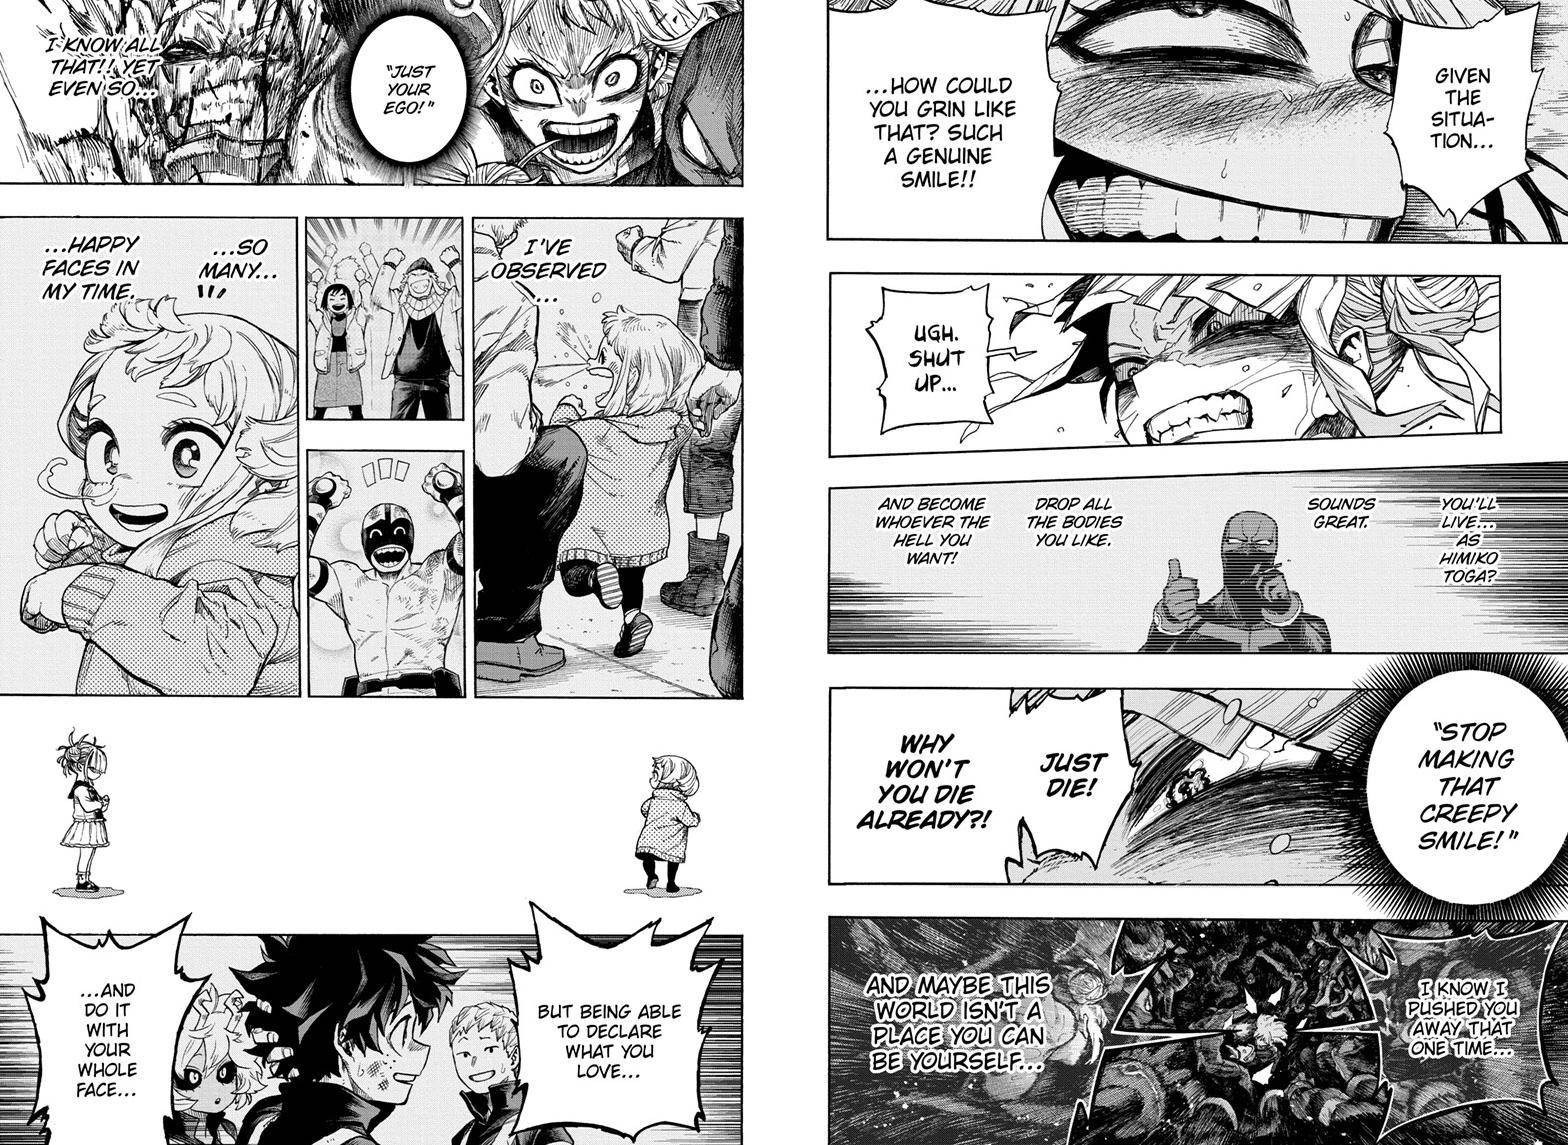 GIVEN
THE
SITUA-
TION...
...HOW COULD
YOU GRIN LIKE
THAT? SUCH
A GENUINE
SMILE!!
UGH.
SHUT
UP...
YOU'LL
LIVE...
AS
HIMIKO
TOGA?
SOUNDS
GREAT.
DROP ALL
THE BODIES
YOU LIKE.
AND BECOME
WHOEVER THE
HELL YOU
WANT!
"STOP
MAKING
THAT
CREEPY
SMILE!"
JUST
DIE!
WHY
WON'T
YOU DIE
ALREADY?!
I KNOW I
PUSHED YOU
AWAY THAT
ONE TIME...
AND MAYBE THIS
WORLD ISN'T A
PLACE YOU CAN
BE YOURSELF...
"JUST
YOUR
EGO!"
I KNOW ALL
THAT!! YET
EVEN SO...
I'VE
OBSERVED
...
...SO
MANY...
...HAPPY
FACES IN
MY TIME.
BUT BEING ABLE
TO DECLARE
WHAT YOU
LOVE...
...AND
DO IT
WITH
YOUR
WHOLE
FACE...